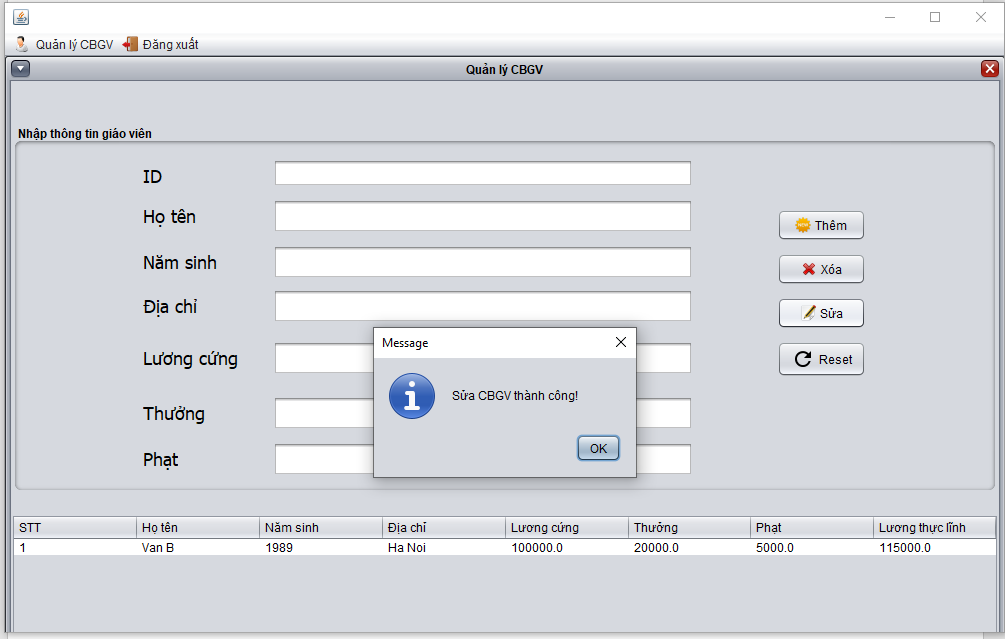 Quản lý CBGV Đăng xuất
Quản lý CBGV
Nhập thông tin giáo viên
ID
Họ tên
Thêm
Năm sinh
Xóa
Địa chỉ
Sửa
Lương cứng
Reset
Thưởng
Phạt
Message
Sửa CBGV thành công!
OK
STT Họ tên Năm sinh Địa chỉ Lương cứng Thưởng Phạt Lương thực lĩnh
1 Van B 1989 Ha Noi 100000.0 20000.0 5000.0 115000.0